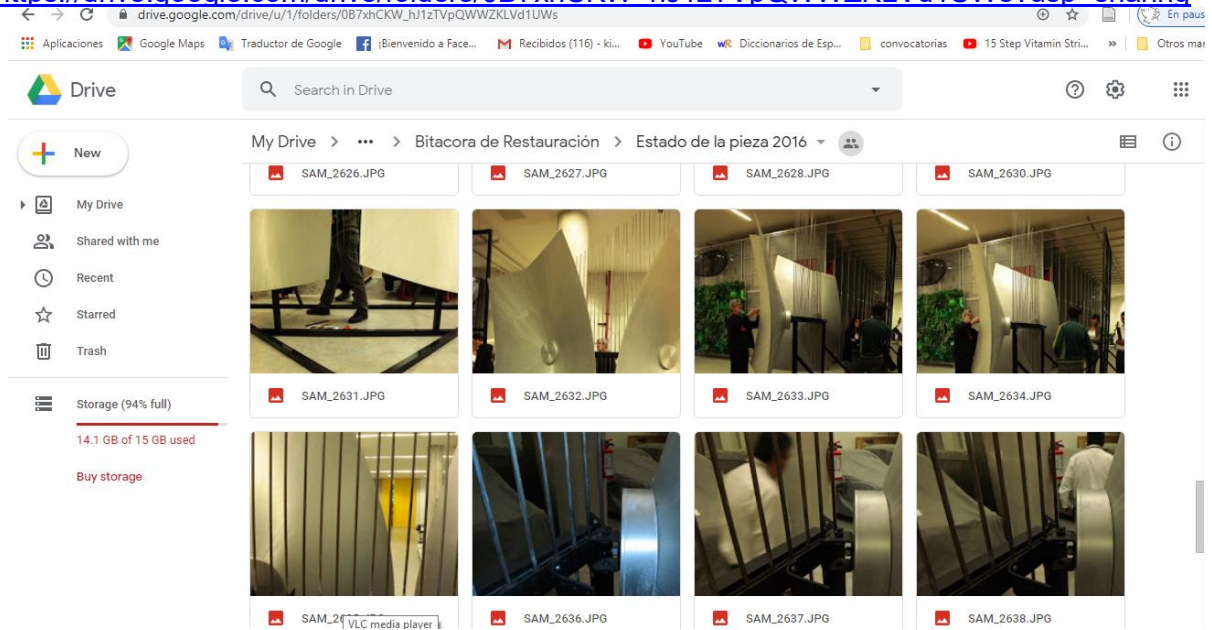 drive.google.com/drive/u/1/folders/0B7xhCKW_hJ1zTVpQWWZKLVd1UWs
En paus
Aplicaciones Google Maps Traductor de Google ¡Bienvenido a Face... Recibidos (116) - ki... YouTube Diccionarios de Esp... convocatorias 15 Step Vitamin Stri... » Otros mar
Drive
Search in Drive
New
My Drive > ••• > Bitacora de Restauración > Estado de la pieza 2016
SAM_2626.JPG SAM_2627.JPG SAM_2628.JPG SAM_2630.JPG
My Drive
Shared with me
Recent
Starred
Trash
SAM_2631.JPG SAM_2632.JPG SAM_2633.JPG SAM_2634.JPG
Storage (94% full)
14.1 GB of 15 GB used
Buy storage
SAM_2636.JPG SAM_2637.JPG SAM_2638.JPG
VLC media player